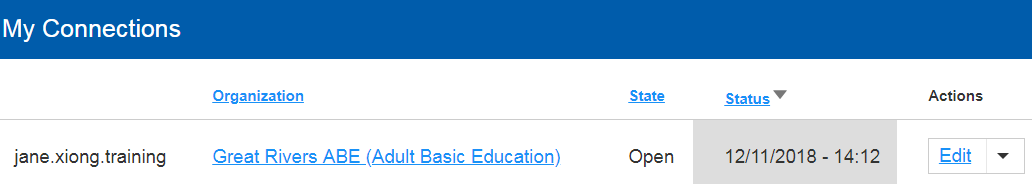 My Connections
Organization State Status Actions
jane.xiong.training Great Rivers ABE (Adult Basic Education) Open 12/11/2018 - 14:12 Edit